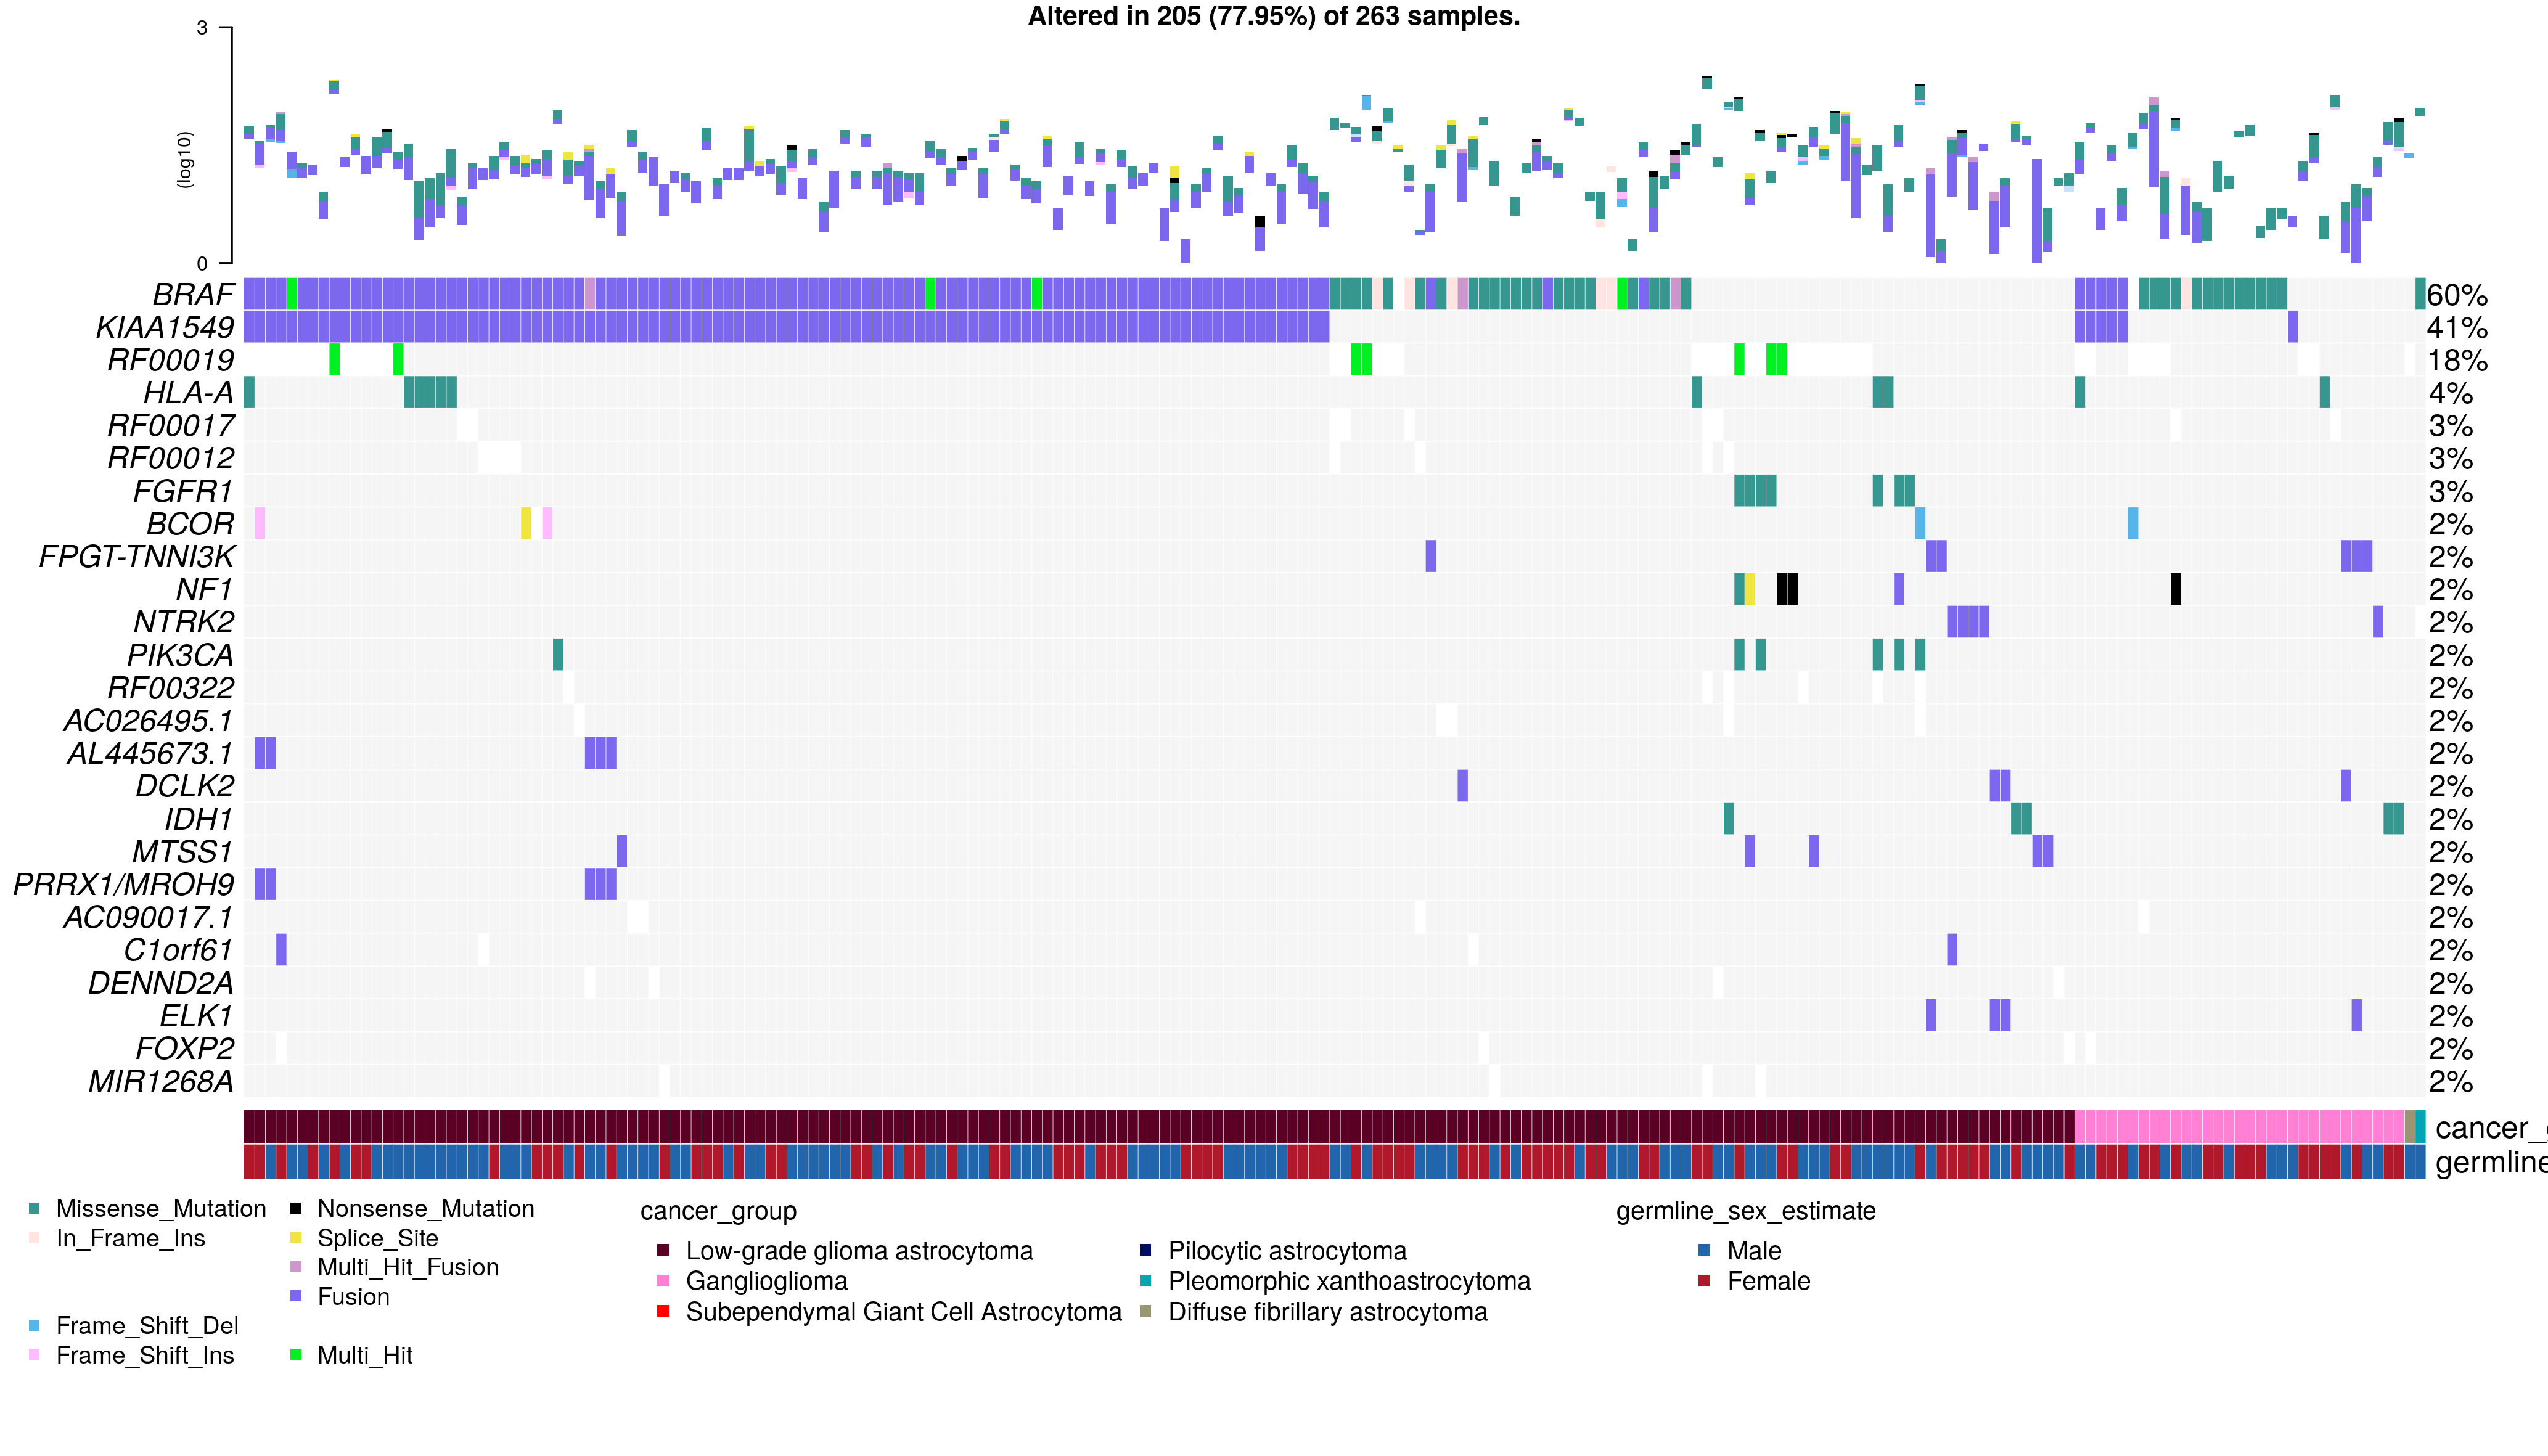 Altered in 205 (77.95%) of 263 samples.
3
(log10)
0
BRAF 60%
KIAA1549 41%
RF00019 18%
HLA-A 4%
RF00017 3%
RF00012 3%
FGFR1 3%
BCOR 2%
FPGT-TNNI3K 2%
NF1 2%
NTRK2 2%
PIK3CA 2%
RF00322 2%
AC026495.1 2%
AL445673.1 2%
DCLK2 2%
IDH1 2%
MTSS1 2%
PRRX1/MROH9 2%
AC090017.1 2%
C1orf61 2%
DENND2A 2%
ELK1 2%
FOXP2 2%
MIR1268A 2%
cancer_
germline
Missense_Mutation
In_Frame_Ins
Frame_Shift_Del
Frame_Shift_Ins
Nonsense_Mutation
Splice_Site
Multi_Hit_Fusion
Fusion
Multi_Hit
cancer_group
Low-grade glioma astrocytoma
Ganglioglioma
Subependymal Giant Cell Astrocytoma
Pilocytic astrocytoma
Pleomorphic xanthoastrocytoma
Diffuse fibrillary astrocytoma
germline_sex_estimate
Male
Female